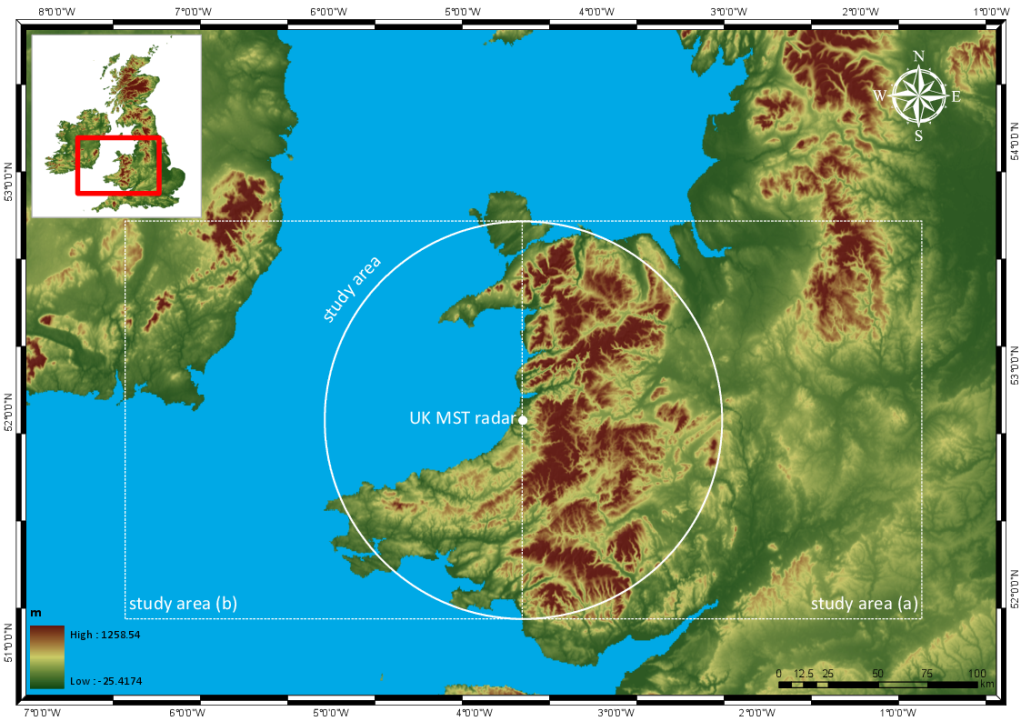 8°0'0"W 7°0'0"W 6°0'0"W 5°0'0"W 4°0'0"W 3°0'0"W 2°0'0"W 1°0'0"W
N
W E
S
54°0'0"N
53°0'0"N
study area
53°0'0"N
52°0'0"N
UK MST radar
52°0'0"N
study area (b)
study area (a)
m
High : 1258.54
Low : -25.4174
51°0'0"N
0 12.5 25 50 75 100
km
7°0'0"W 6°0'0"W 5°0'0"W 4°0'0"W 3°0'0"W 2°0'0"W 1°0'0"W